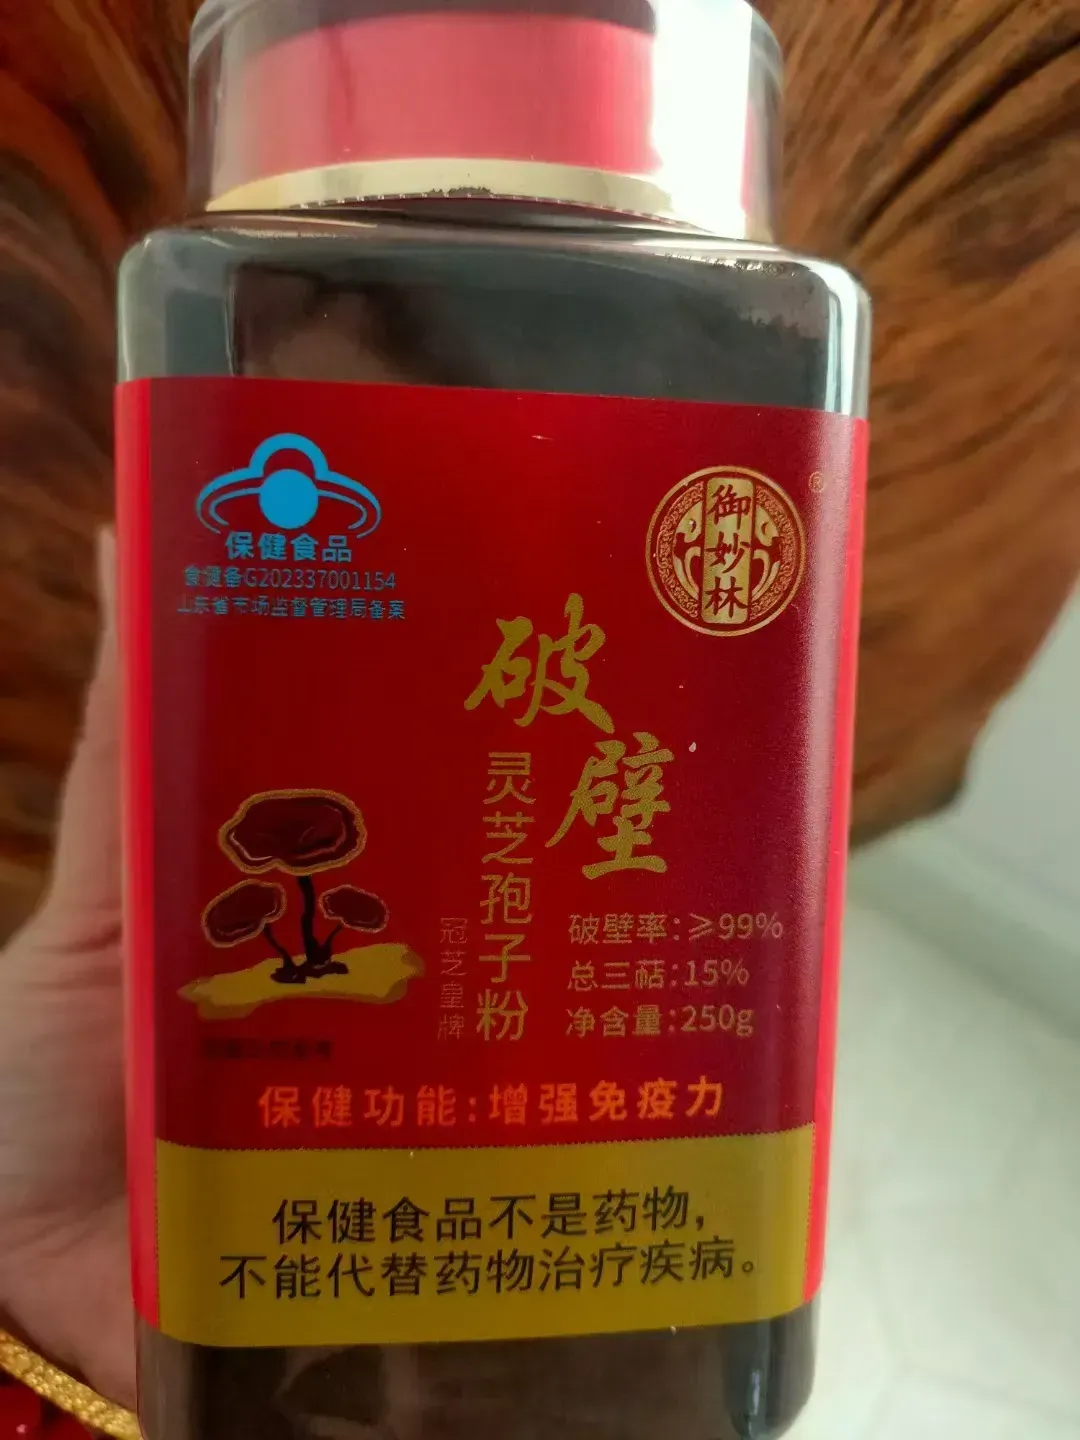 保健食品
食健备G202337001154
山东省市场监督管理局备案
御妙林
®
破壁
灵芝孢子粉
冠芝皇牌
破壁率:≥99%
总三萜:15%
净含量:250g
保健功能:增强免疫力
保健食品不是药物,
不能代替药物治疗疾病。